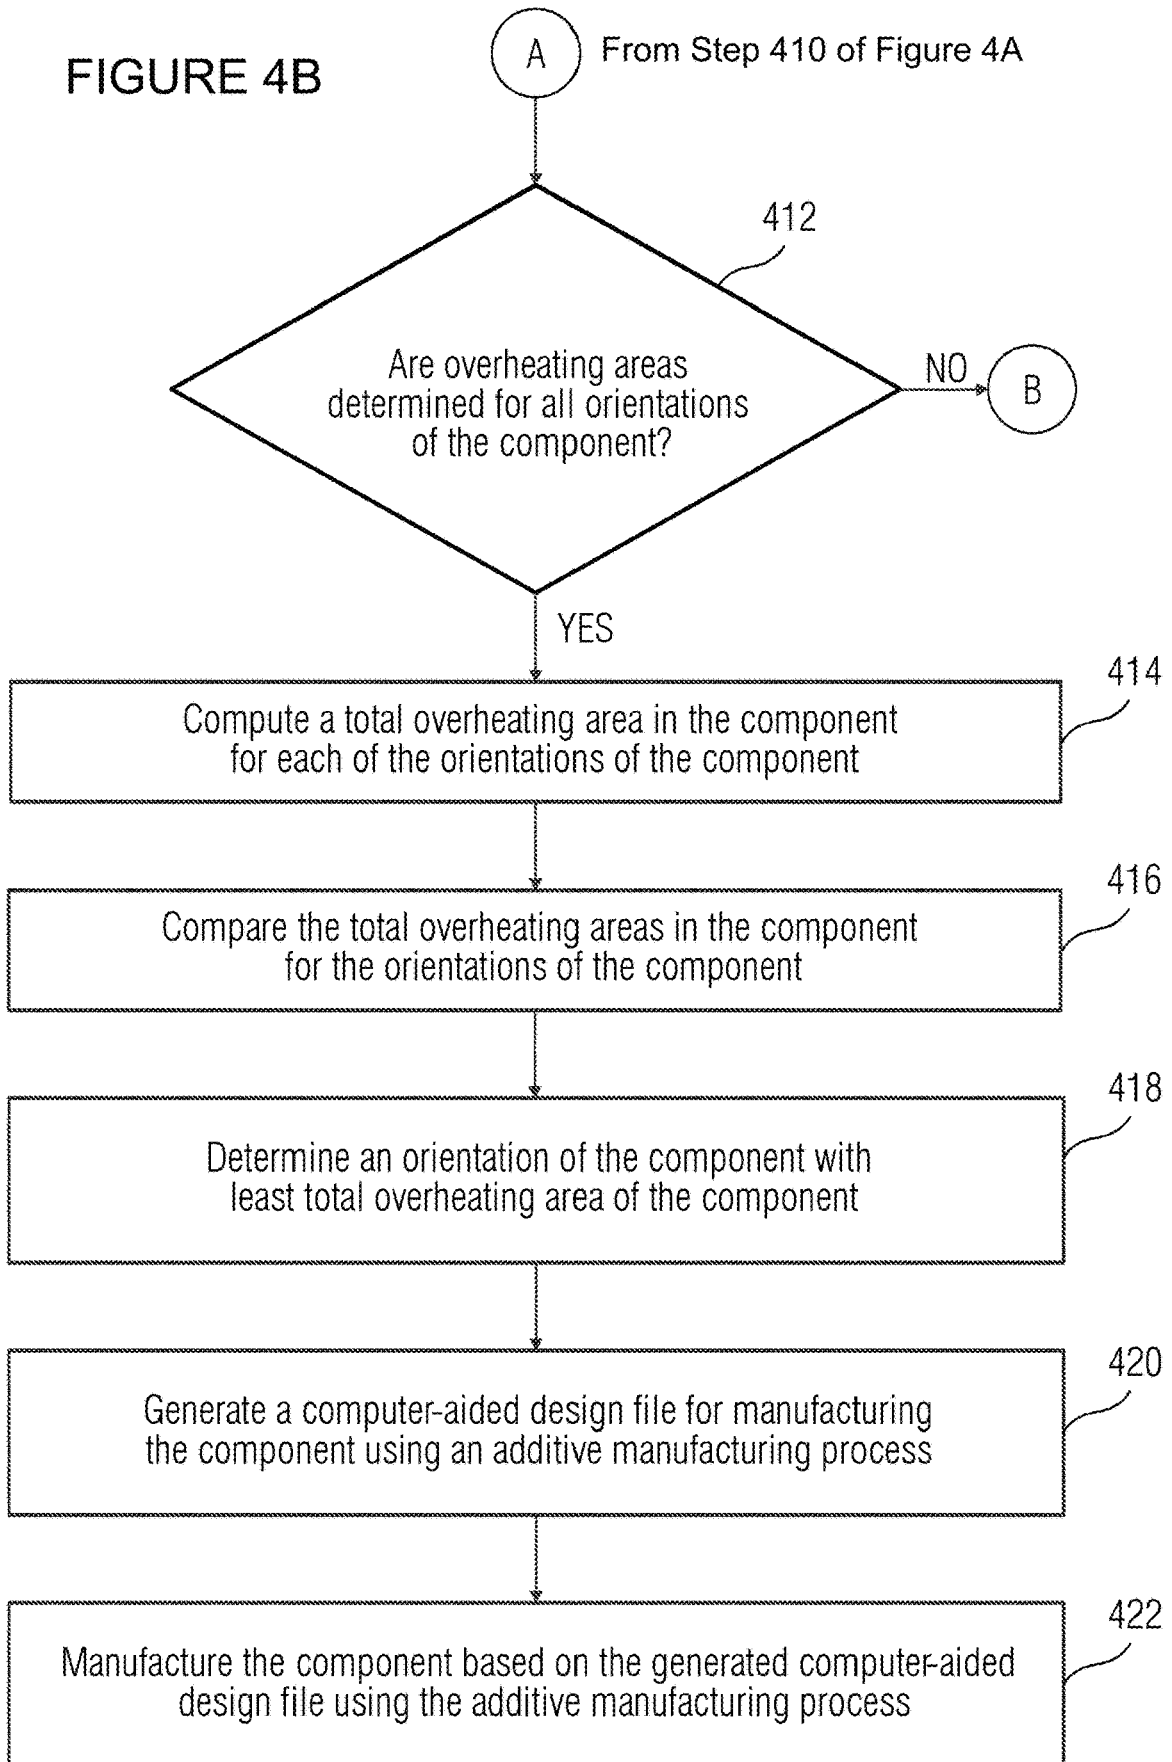 FIGURE 4B
A
From Step 410 of Figure 4A
412
Are overheating areas
determined for all orientations
of the component?
NO
B
YES
414
Compute a total overheating area in the component
for each of the orientations of the component
416
Compare the total overheating areas in the component
for the orientations of the component
418
Determine an orientation of the component with
least total overheating area of the component
420
Generate a computer-aided design file for manufacturing
the component using an additive manufacturing process
422
Manufacture the component based on the generated computer-aided
design file using the additive manufacturing process